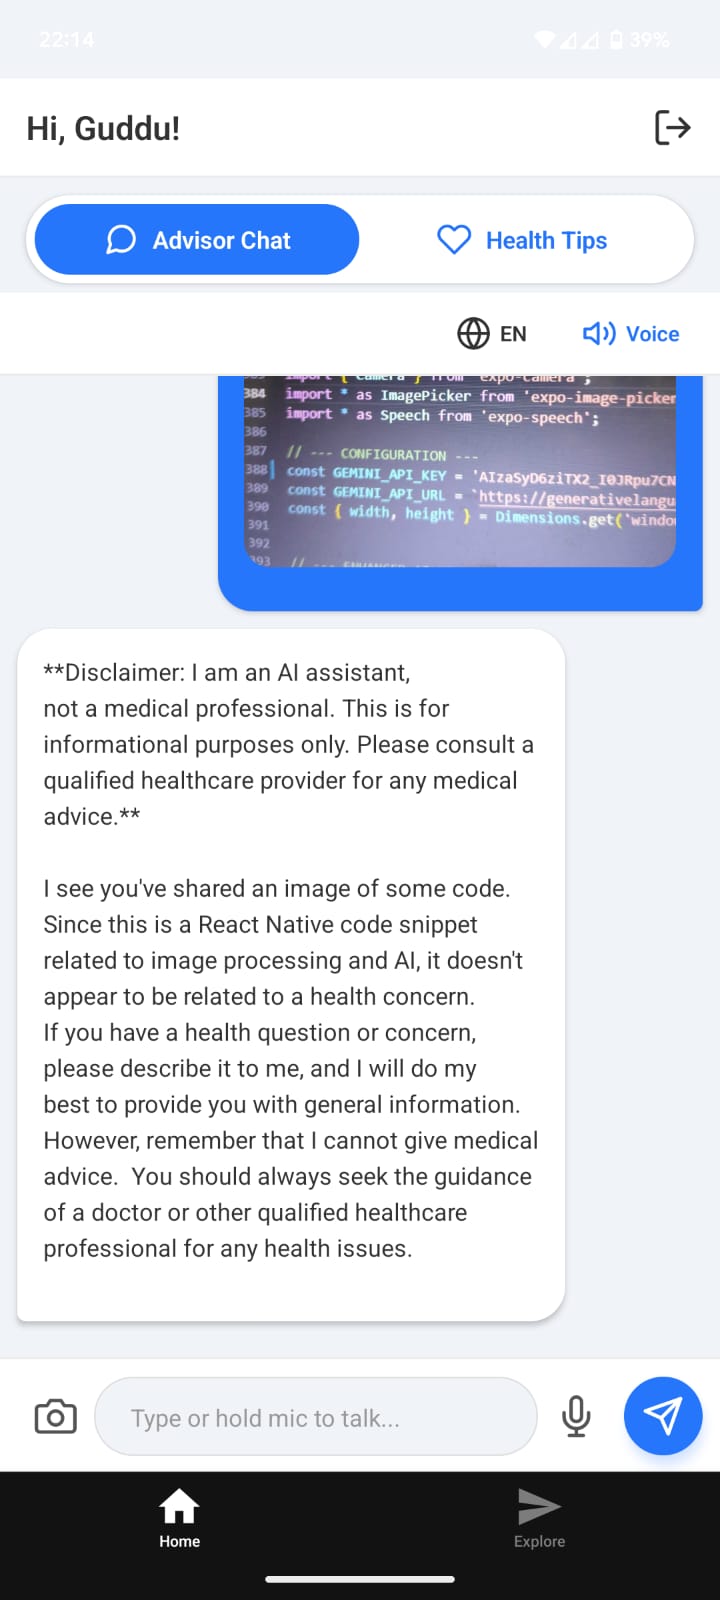 22:14
39%
Hi, Guddu!
Advisor Chat
Health Tips
EN
Voice
384 import * as ImagePicker from 'expo-image-picker
385 import * as Speech from 'expo-speech';
386
387 // --- CONFIGURATION ---
388 const GEMINI_API_KEY = 'AIzaSyD6ziTX2_I0JRpu7CN
389 const GEMINI_API_URL = `https://generativelangu
390 const { width, height } = Dimensions.get('windo
391
392
393 // ---
**Disclaimer: I am an AI assistant,
not a medical professional. This is for
informational purposes only. Please consult a
qualified healthcare provider for any medical
advice.**
I see you've shared an image of some code.
Since this is a React Native code snippet
related to image processing and AI, it doesn't
appear to be related to a health concern.
If you have a health question or concern,
please describe it to me, and I will do my
best to provide you with general information.
However, remember that I cannot give medical
advice.  You should always seek the guidance
of a doctor or other qualified healthcare
professional for any health issues.
Type or hold mic to talk...
Home
Explore